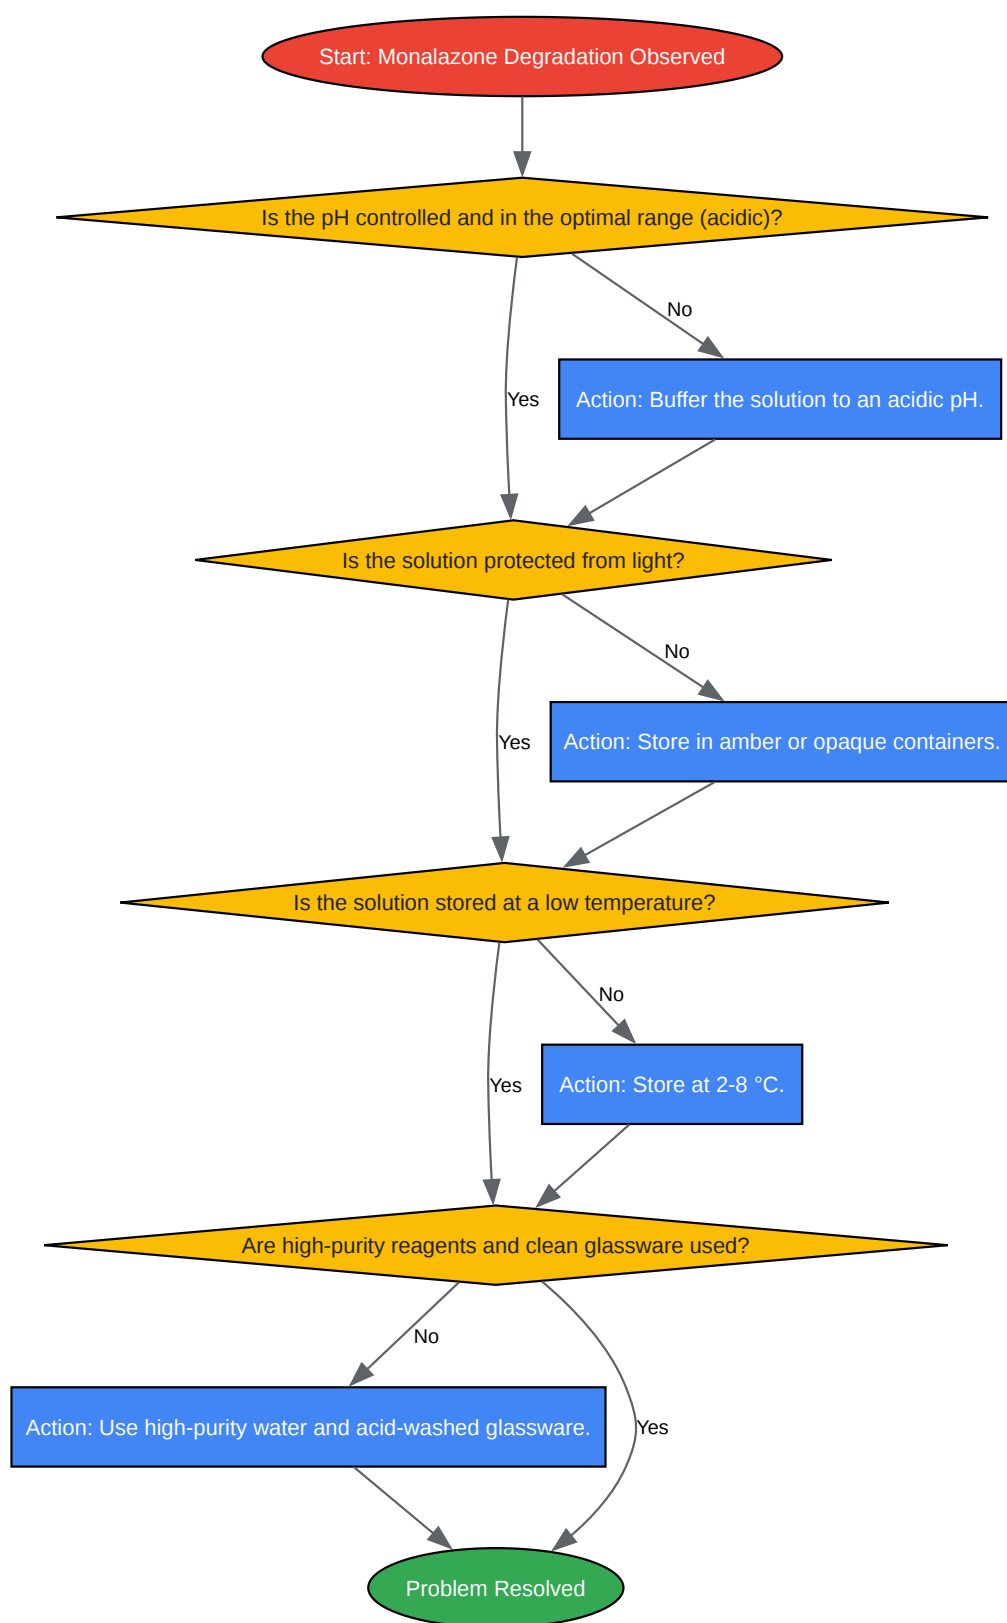 Start: Monalazone Degradation Observed
Is the pH controlled and in the optimal range (acidic)?
No
Yes
Action: Buffer the solution to an acidic pH.
Is the solution protected from light?
No
Yes
Action: Store in amber or opaque containers.
Is the solution stored at a low temperature?
No
Yes
Action: Store at 2-8 °C.
Are high-purity reagents and clean glassware used?
No
Action: Use high-purity water and acid-washed glassware.
Yes
Problem Resolved